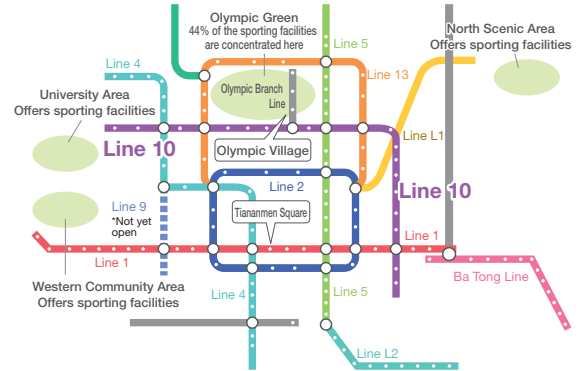 Olympic Green
44% of the sporting facilities
are concentrated here
North Scenic Area
Offers sporting facilities
Line 5
Line 4
Line 13
University Area
Offers sporting facilities
Olympic Branch
Line
Line 10
Olympic Village
Line L1
Line 2
Line 10
Line 9
*Not yet
open
Tiananmen Square
Line 1
Line 1
Ba Tong Line
Western Community Area
Offers sporting facilities
Line 4
Line 5
Line L2